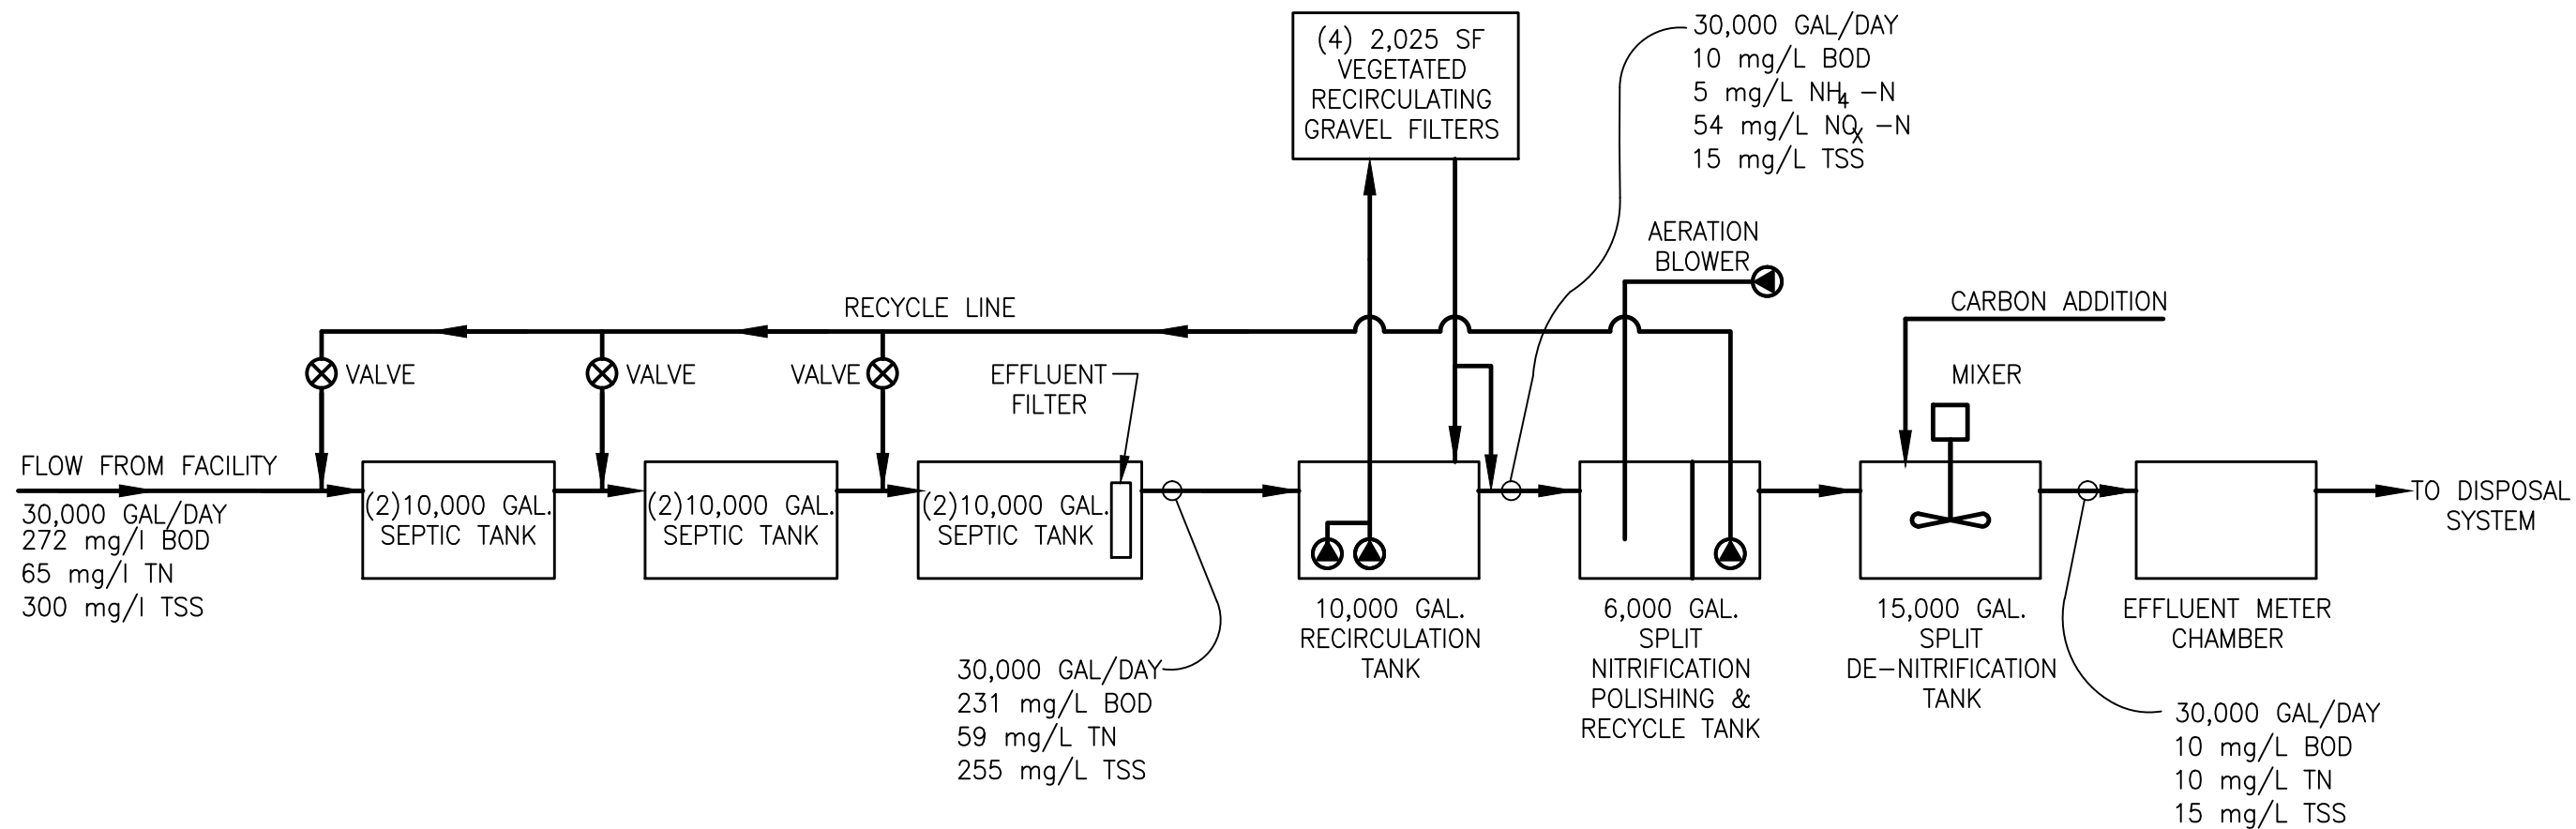 (4) 2,025 SF
VEGETATED
RECIRCULATING
GRAVEL FILTERS
30,000 GAL/DAY
10 mg/L BOD
5 mg/L NH4 -N
54 mg/L NOX -N
15 mg/L TSS
AERATION
BLOWER
RECYCLE LINE
CARBON ADDITION
VALVE
VALVE
VALVE
EFFLUENT
FILTER
MIXER
FLOW FROM FACILITY
30,000 GAL/DAY
272 mg/l BOD
65 mg/l TN
300 mg/l TSS
(2)10,000 GAL.
SEPTIC TANK
(2)10,000 GAL.
SEPTIC TANK
(2)10,000 GAL.
SEPTIC TANK
TO DISPOSAL
SYSTEM
10,000 GAL.
RECIRCULATION
TANK
6,000 GAL.
SPLIT
NITRIFICATION
POLISHING &
RECYCLE TANK
15,000 GAL.
SPLIT
DE-NITRIFICATION
TANK
EFFLUENT METER
CHAMBER
30,000 GAL/DAY
231 mg/L BOD
59 mg/L TN
255 mg/L TSS
30,000 GAL/DAY
10 mg/L BOD
10 mg/L TN
15 mg/L TSS